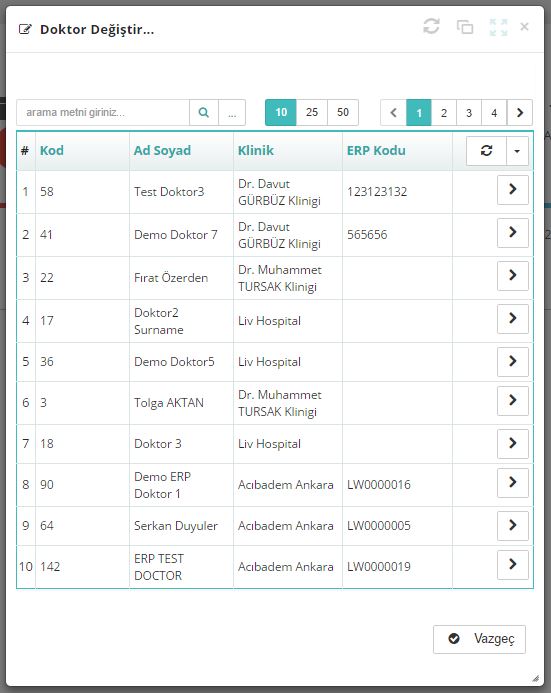 Doktor Değiştir...
arama metni giriniz... ... 10 25 50 1 2 3 4
# Kod Ad Soyad Klinik ERP Kodu
1 58 Test Doktor3 Dr. Davut GÜRBÜZ Klinigi 123123132
2 41 Demo Doktor 7 Dr. Davut GÜRBÜZ Klinigi 565656
3 22 Fırat Özerden Dr. Muhammet TURSAK Klinigi
4 17 Doktor2 Surname Liv Hospital
5 36 Demo Doktor5 Liv Hospital
6 3 Tolga AKTAN Dr. Muhammet TURSAK Klinigi
7 18 Doktor 3 Liv Hospital
8 90 Demo ERP Doktor 1 Acıbadem Ankara LW0000016
9 64 Serkan Duyuler Acıbadem Ankara LW0000005
10 142 ERP TEST DOCTOR Acıbadem Ankara LW0000019
Vazgeç